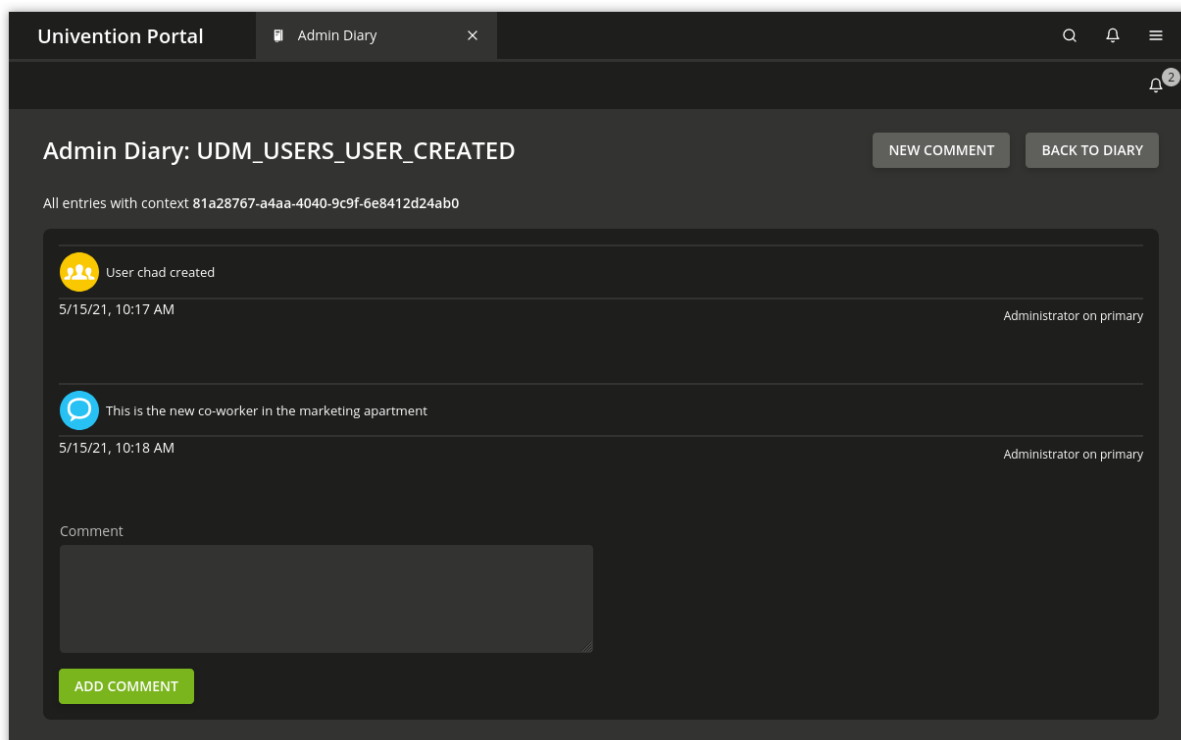 Univention Portal Admin Diary
2
Admin Diary: UDM_USERS_USER_CREATED NEW COMMENT BACK TO DIARY
All entries with context 81a28767-a4aa-4040-9c9f-6e8412d24ab0
User chad created
5/15/21, 10:17 AM Administrator on primary
This is the new co-worker in the marketing apartment
5/15/21, 10:18 AM Administrator on primary
Comment
ADD COMMENT